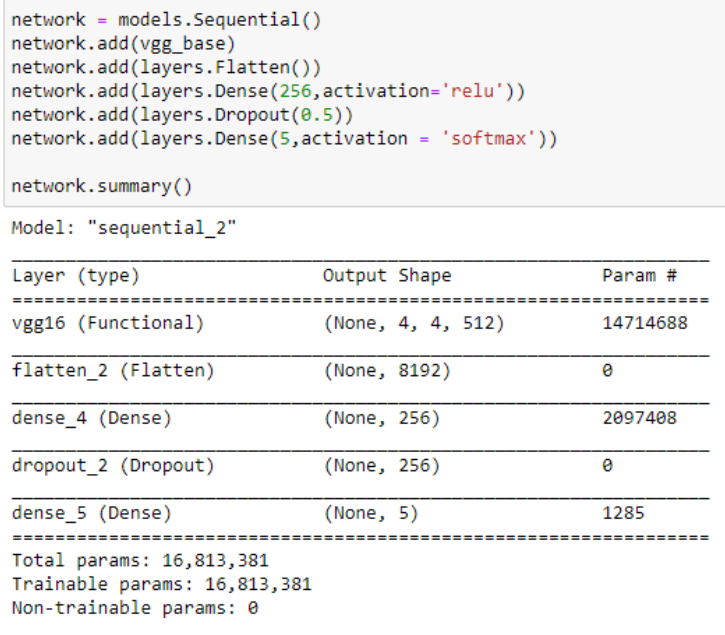 network = models.Sequential()
network.add(vgg_base)
network.add(layers.Flatten())
network.add(layers.Dense(256,activation='relu'))
network.add(layers.Dropout(0.5))
network.add(layers.Dense(5,activation = 'softmax'))
network.summary()
Model: "sequential_2"
Layer (type) Output Shape Param #
vgg16 (Functional) (None, 4, 4, 512) 14714688
flatten_2 (Flatten) (None, 8192) 0
dense_4 (Dense) (None, 256) 2097408
dropout_2 (Dropout) (None, 256) 0
dense_5 (Dense) (None, 5) 1285
Total params: 16,813,381
Trainable params: 16,813,381
Non-trainable params: 0